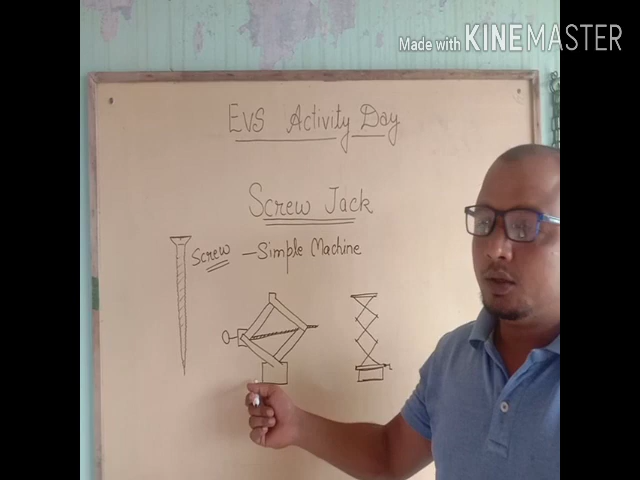 Made with KINEMASTER
EVS Activity Day
Screw Jack
Screw - Simple Machine